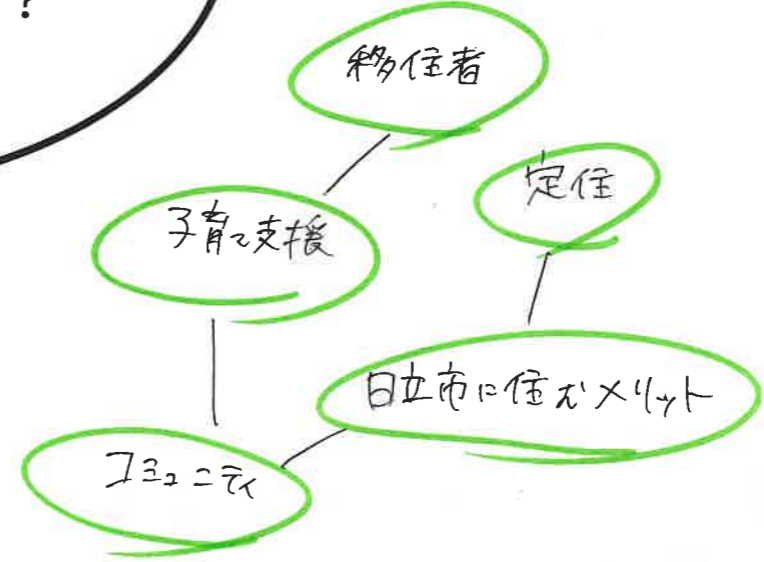 ?
移住者
定住
子育て支援
日立市に住むメリット
コミュニティ